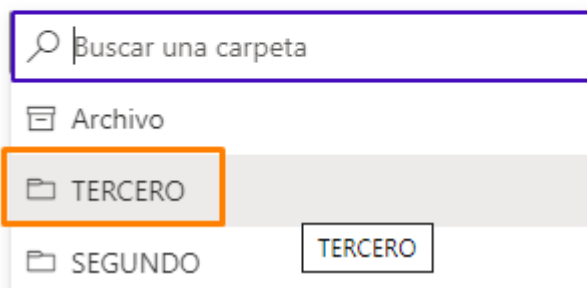 Buscar una carpeta
Archivo
TERCERO
TERCERO
SEGUNDO